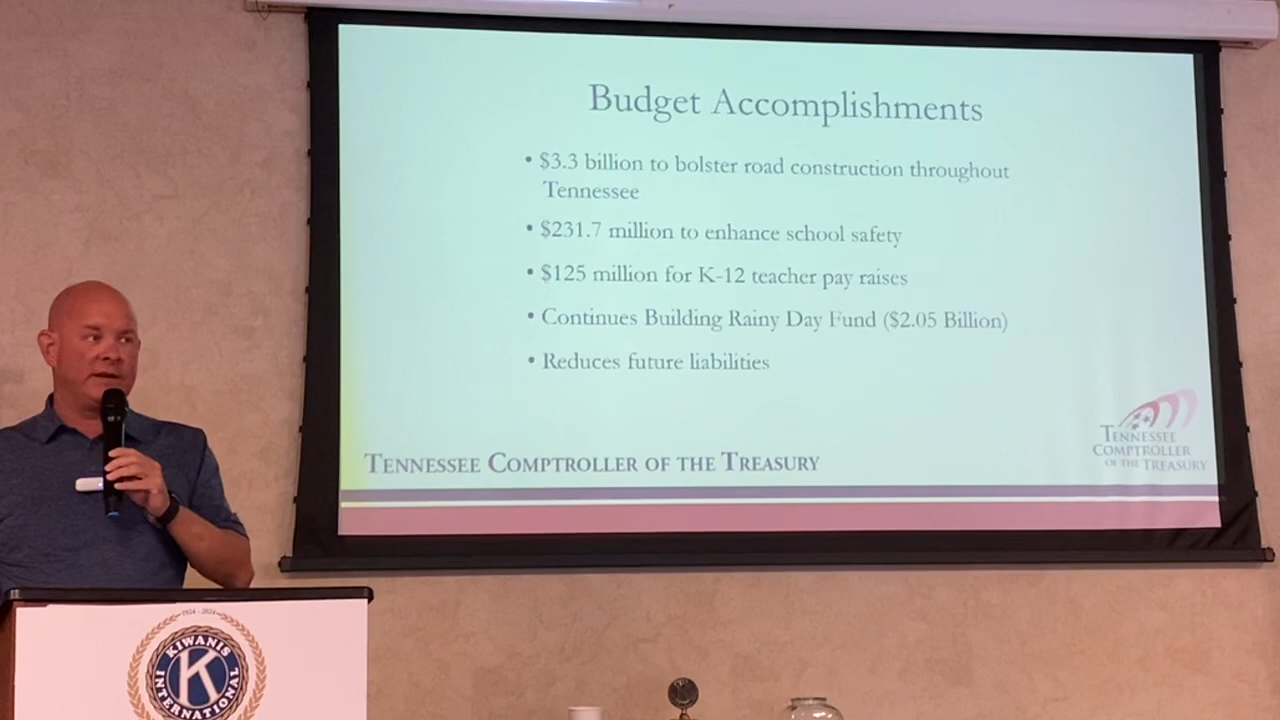 Budget Accomplishments
• $3.3 billion to bolster road construction throughout
Tennessee
• $231.7 million to enhance school safety
• $125 million for K-12 teacher pay raises
• Continues Building Rainy Day Fund ($2.05 Billion)
• Reduces future liabilities
TENNESSEE COMPTROLLER OF THE TREASURY
TENNESSEE
COMPTROLLER
OF THE TREASURY
1924 - 2024
KIWANIS
K
INTERNATIONAL